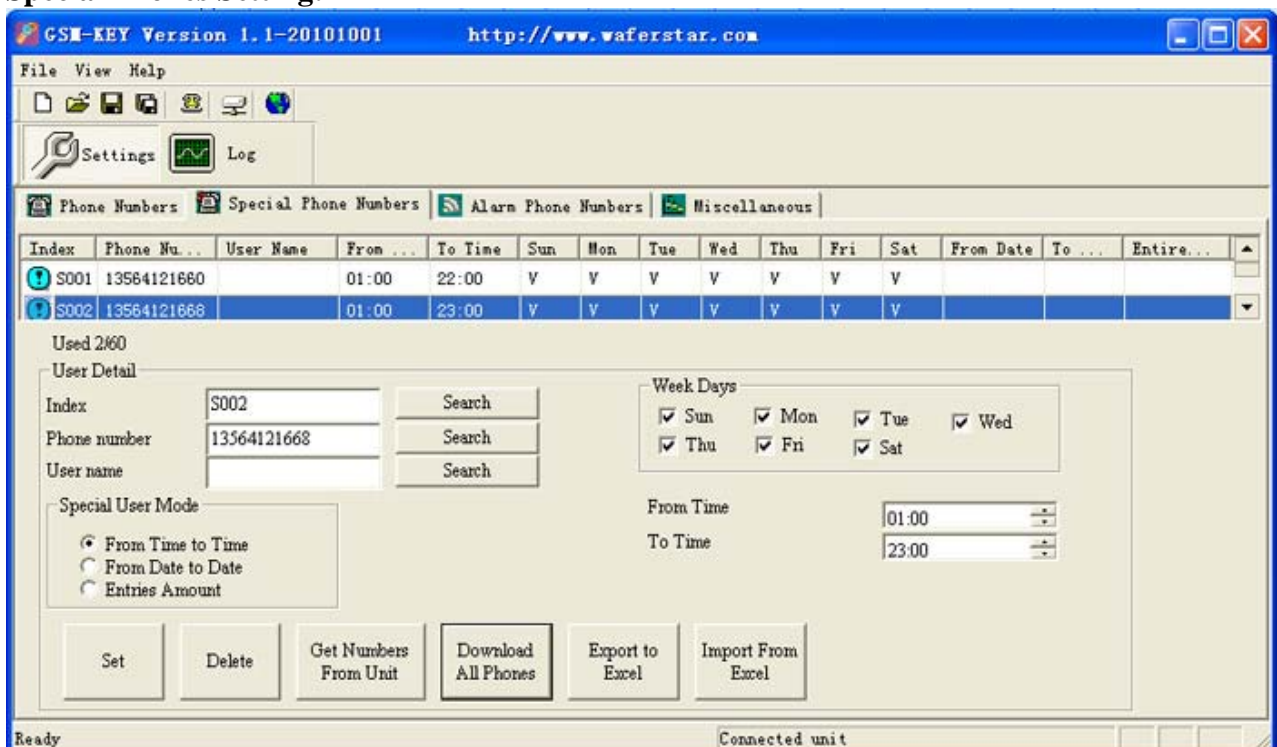 GSM-KEY Version 1.1-20101001 http://www.waferstar.com
File View Help
Settings Log
Phone Numbers Special Phone Numbers Alarm Phone Numbers Miscellaneous
Index Phone Nu... User Name From ... To Time Sun Mon Tue Wed Thu Fri Sat From Date To ... Entire...
S001 13564121660 01:00 22:00 V V V V V V V
S002 13564121668 01:00 23:00 V V V V V V V
Used 2/60
User Detail
Index S002 Search
Phone number 13564121668 Search
User name Search
Week Days
Sun Mon Tue Wed
Thu Fri Sat
Special User Mode
From Time to Time
From Date to Date
Entries Amount
From Time 01:00
To Time 23:00
Set Delete Get Numbers From Unit Download All Phones Export to Excel Import From Excel
Ready Connected unit